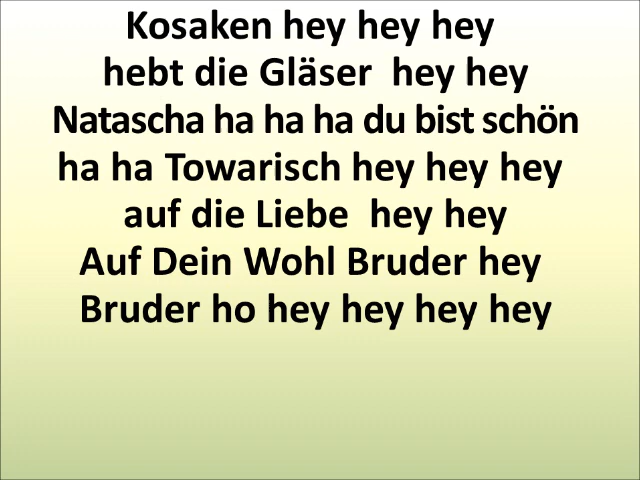 Kosaken hey hey hey
hebt die Gläser hey hey
Natascha ha ha ha du bist schön
ha ha Towarisch hey hey hey
auf die Liebe hey hey
Auf Dein Wohl Bruder hey
Bruder ho hey hey hey hey